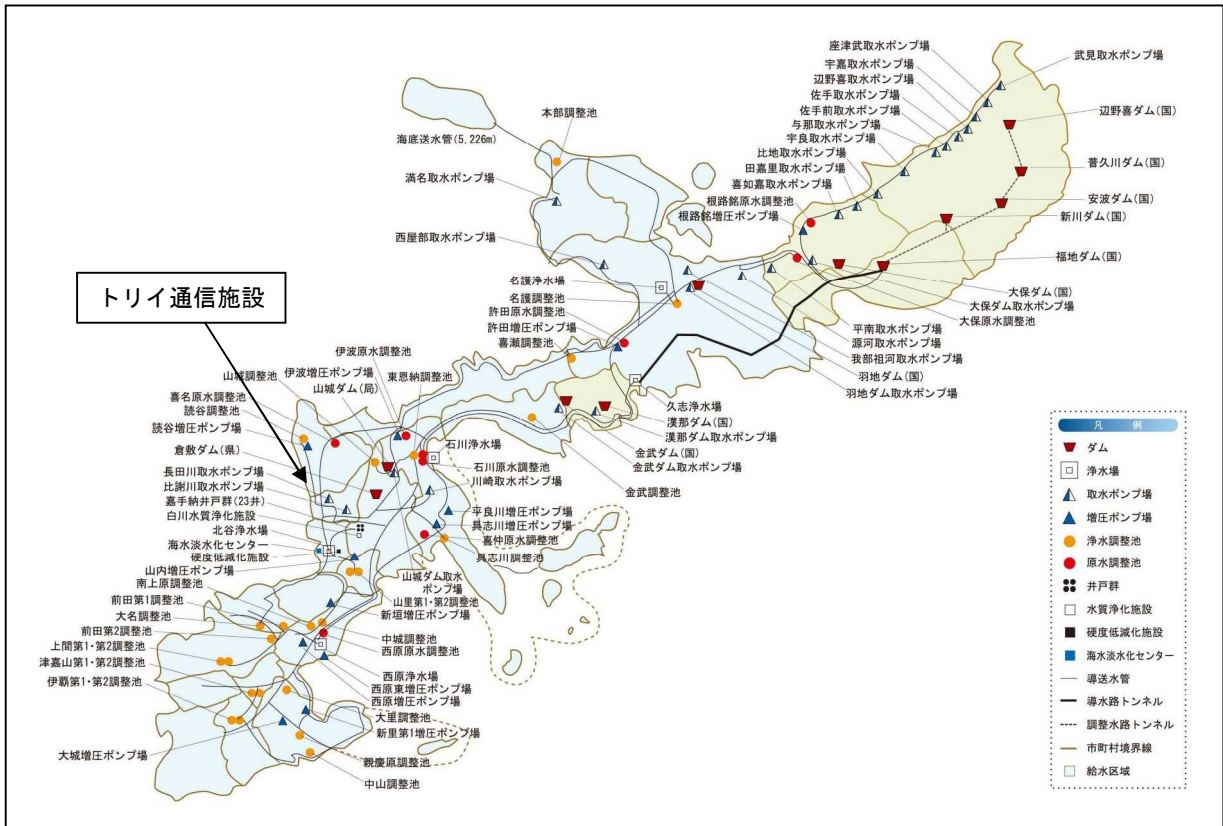 座津武取水ポンプ場
宇嘉取水ポンプ場
辺野喜取水ポンプ場
佐手取水ポンプ場
佐手前取水ポンプ場
与那取水ポンプ場
宇良取水ポンプ場
比地取水ポンプ場
田嘉里取水ポンプ場
喜如嘉取水ポンプ場
根路銘原水調整池
根路銘増圧ポンプ場
武見取水ポンプ場
辺野喜ダム(国)
普久川ダム(国)
安波ダム(国)
新川ダム(国)
福地ダム(国)
大保ダム(国)
大保ダム取水ポンプ場
大保原水調整池
平南取水ポンプ場
源河取水ポンプ場
我部祖河取水ポンプ場
羽地ダム(国)
羽地ダム取水ポンプ場
本部調整池
海底送水管(5,226m)
満名取水ポンプ場
西屋部取水ポンプ場
名護浄水場
名護調整池
許田原水調整池
許田増圧ポンプ場
喜瀬調整池
久志浄水場
漢那ダム(国)
漢那ダム取水ポンプ場
金武ダム(国)
金武ダム取水ポンプ場
金武調整池
トリイ通信施設
伊波原水調整池
伊波増圧ポンプ場
東恩納調整池
山城調整池
山城ダム(局)
喜名原水調整池
読谷調整池
読谷増圧ポンプ場
倉敷ダム(県)
長田川取水ポンプ場
比謝川取水ポンプ場
嘉手納井戸群(23井)
白川水質浄化施設
北谷浄水場
海水淡水化センター
硬度低減化施設
山内増圧ポンプ場
南上原調整池
前田第1調整池
大名調整池
前田第2調整池
上間第1・第2調整池
津嘉山第1・第2調整池
伊覇第1・第2調整池
大城増圧ポンプ場
石川浄水場
石川原水調整池
川崎取水ポンプ場
平良川増圧ポンプ場
具志川増圧ポンプ場
喜仲原水調整池
具志川調整池
山城ダム取水
ポンプ場
山里第1・第2調整池
新垣増圧ポンプ場
中城調整池
西原原水調整池
西原浄水場
西原東増圧ポンプ場
西原増圧ポンプ場
大里調整池
新里第1増圧ポンプ場
親慶原調整池
中山調整池
凡 例
ダム
浄水場
取水ポンプ場
増圧ポンプ場
浄水調整池
原水調整池
井戸群
水質浄化施設
硬度低減化施設
海水淡水化センター
導送水管
導水路トンネル
調整水路トンネル
市町村境界線
給水区域